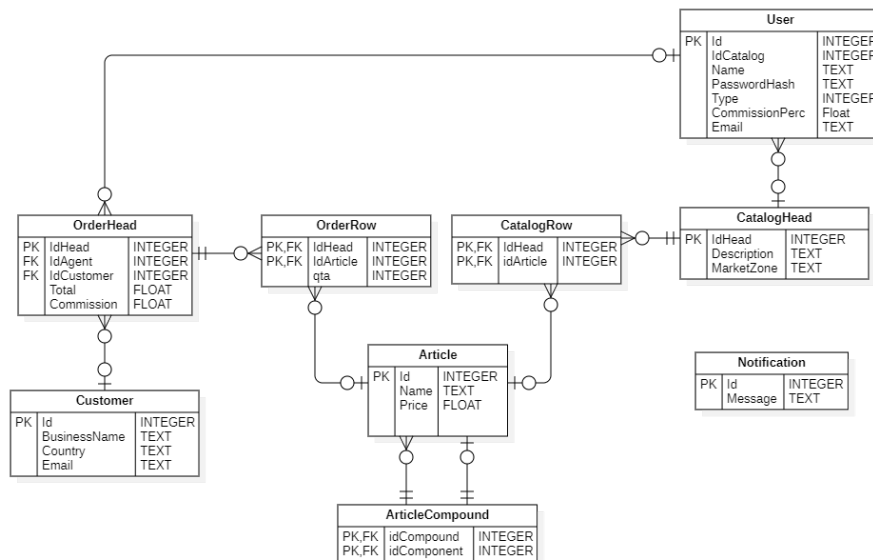 User
PK Id INTEGER
IdCatalog INTEGER
Name TEXT
PasswordHash TEXT
Type INTEGER
CommissionPerc Float
Email TEXT
OrderHead
PK IdHead INTEGER
FK IdAgent INTEGER
FK IdCustomer INTEGER
Total FLOAT
Commission FLOAT
OrderRow
PK,FK IdHead INTEGER
PK,FK IdArticle INTEGER
qta INTEGER
CatalogRow
PK,FK IdHead INTEGER
PK,FK idArticle INTEGER
CatalogHead
PK IdHead INTEGER
Description TEXT
MarketZone TEXT
Article
PK Id INTEGER
Name TEXT
Price FLOAT
Notification
PK Id INTEGER
Message TEXT
Customer
PK Id INTEGER
BusinessName TEXT
Country TEXT
Email TEXT
ArticleCompound
PK,FK idCompound INTEGER
PK,FK idComponent INTEGER